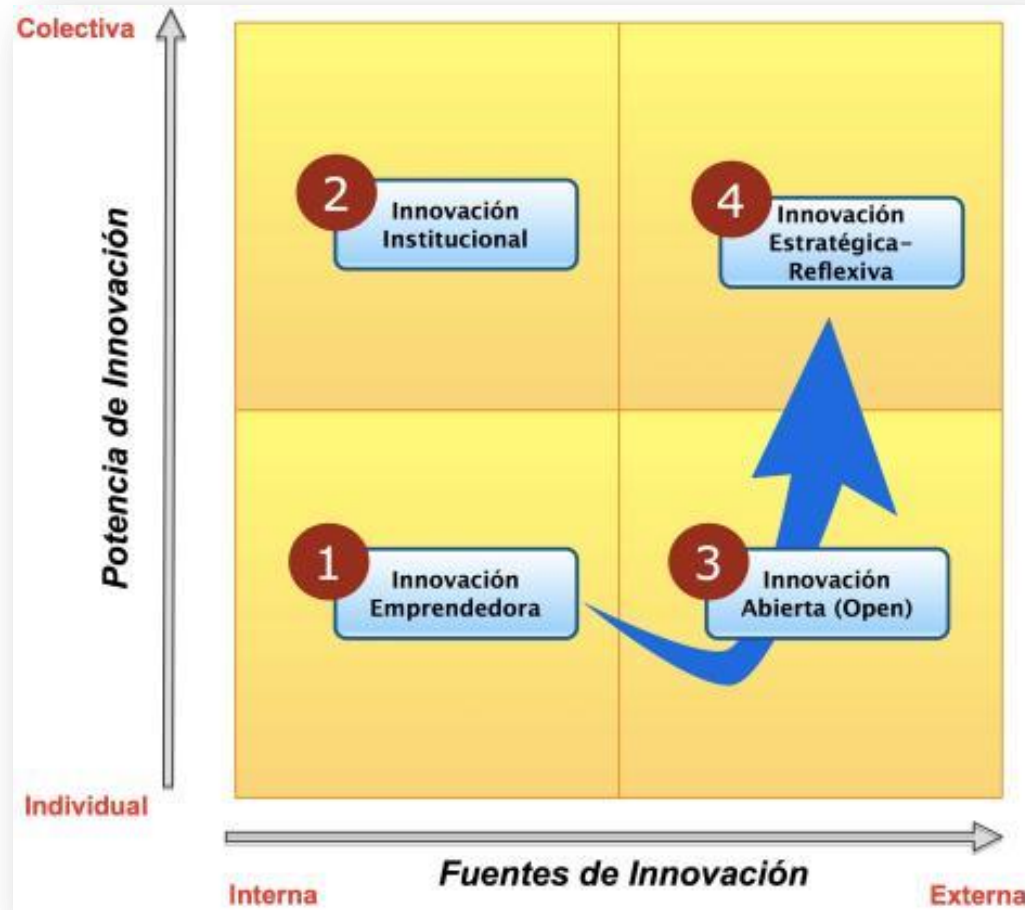 Colectiva
Potencia de Innovación
Individual
2
Innovación
Institucional
4
Innovación
Estratégica-
Reflexiva
1
Innovación
Emprendedora
3
Innovación
Abierta (Open)
Fuentes de Innovación
Interna
Externa